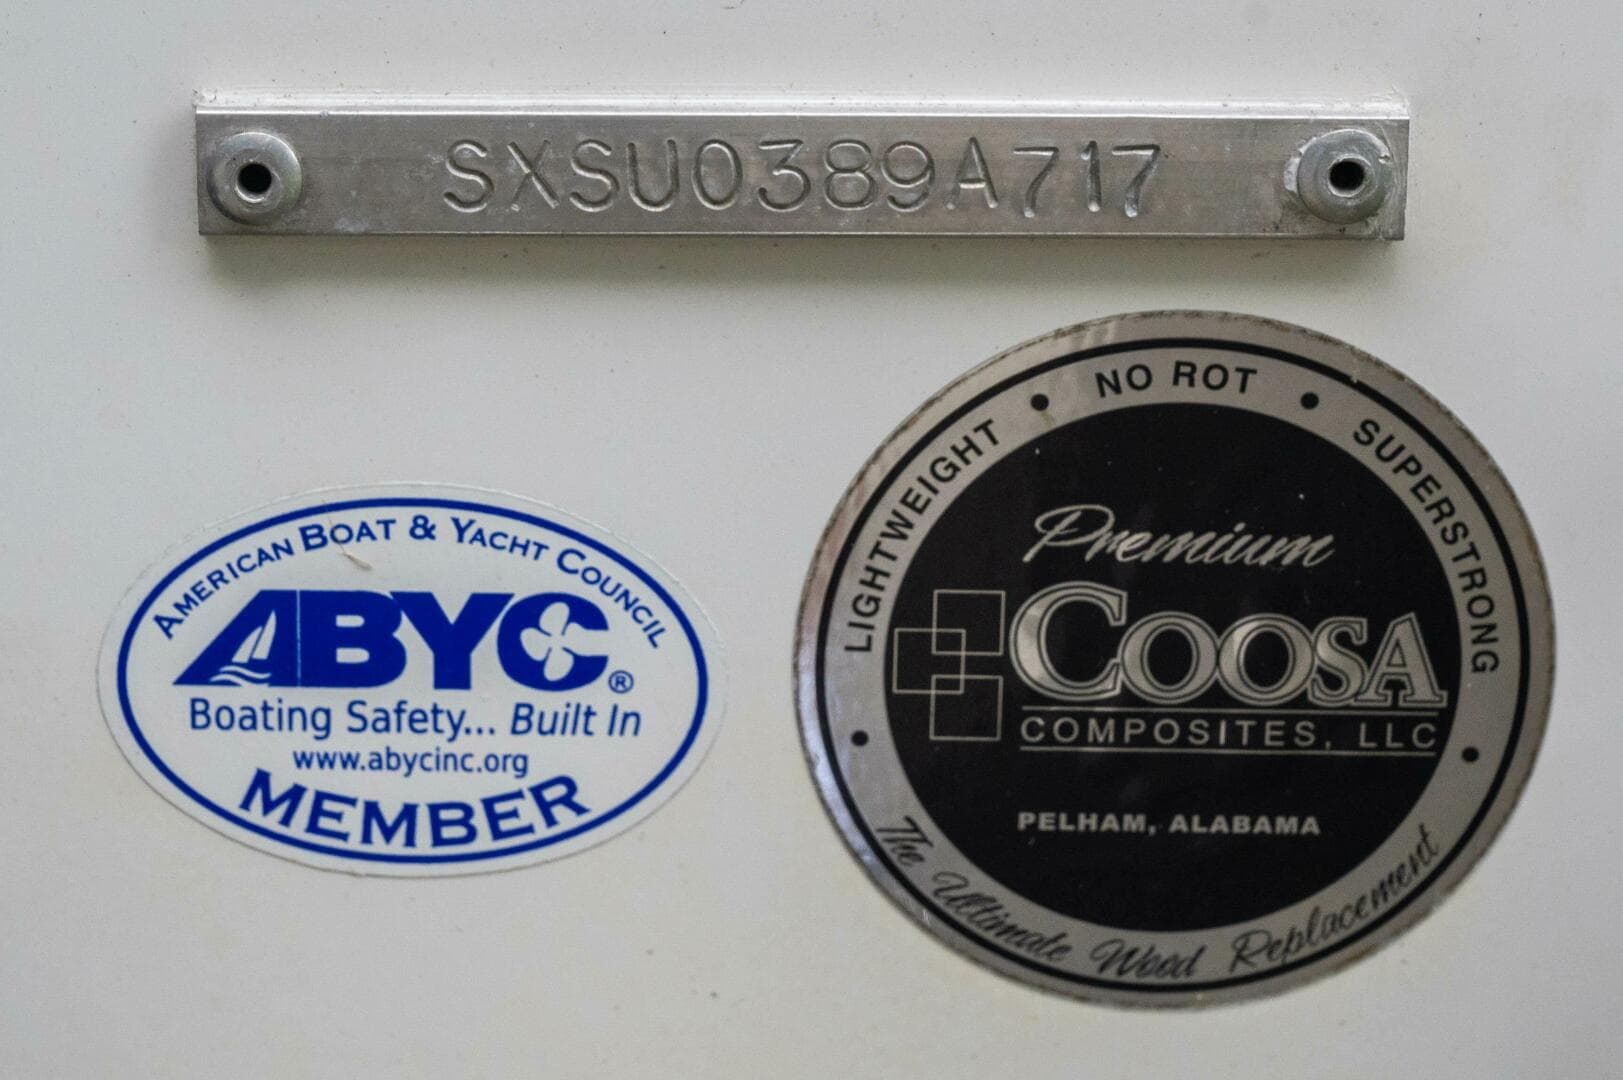 SXSU0389A717
AMERICAN BOAT & YACHT COUNCIL
ABYC®
Boating Safety... Built In
www.abycinc.org
MEMBER
LIGHTWEIGHT • NO ROT • SUPERSTRONG
Premium
COOSA
COMPOSITES, LLC
PELHAM, ALABAMA
The Ultimate Wood Replacement